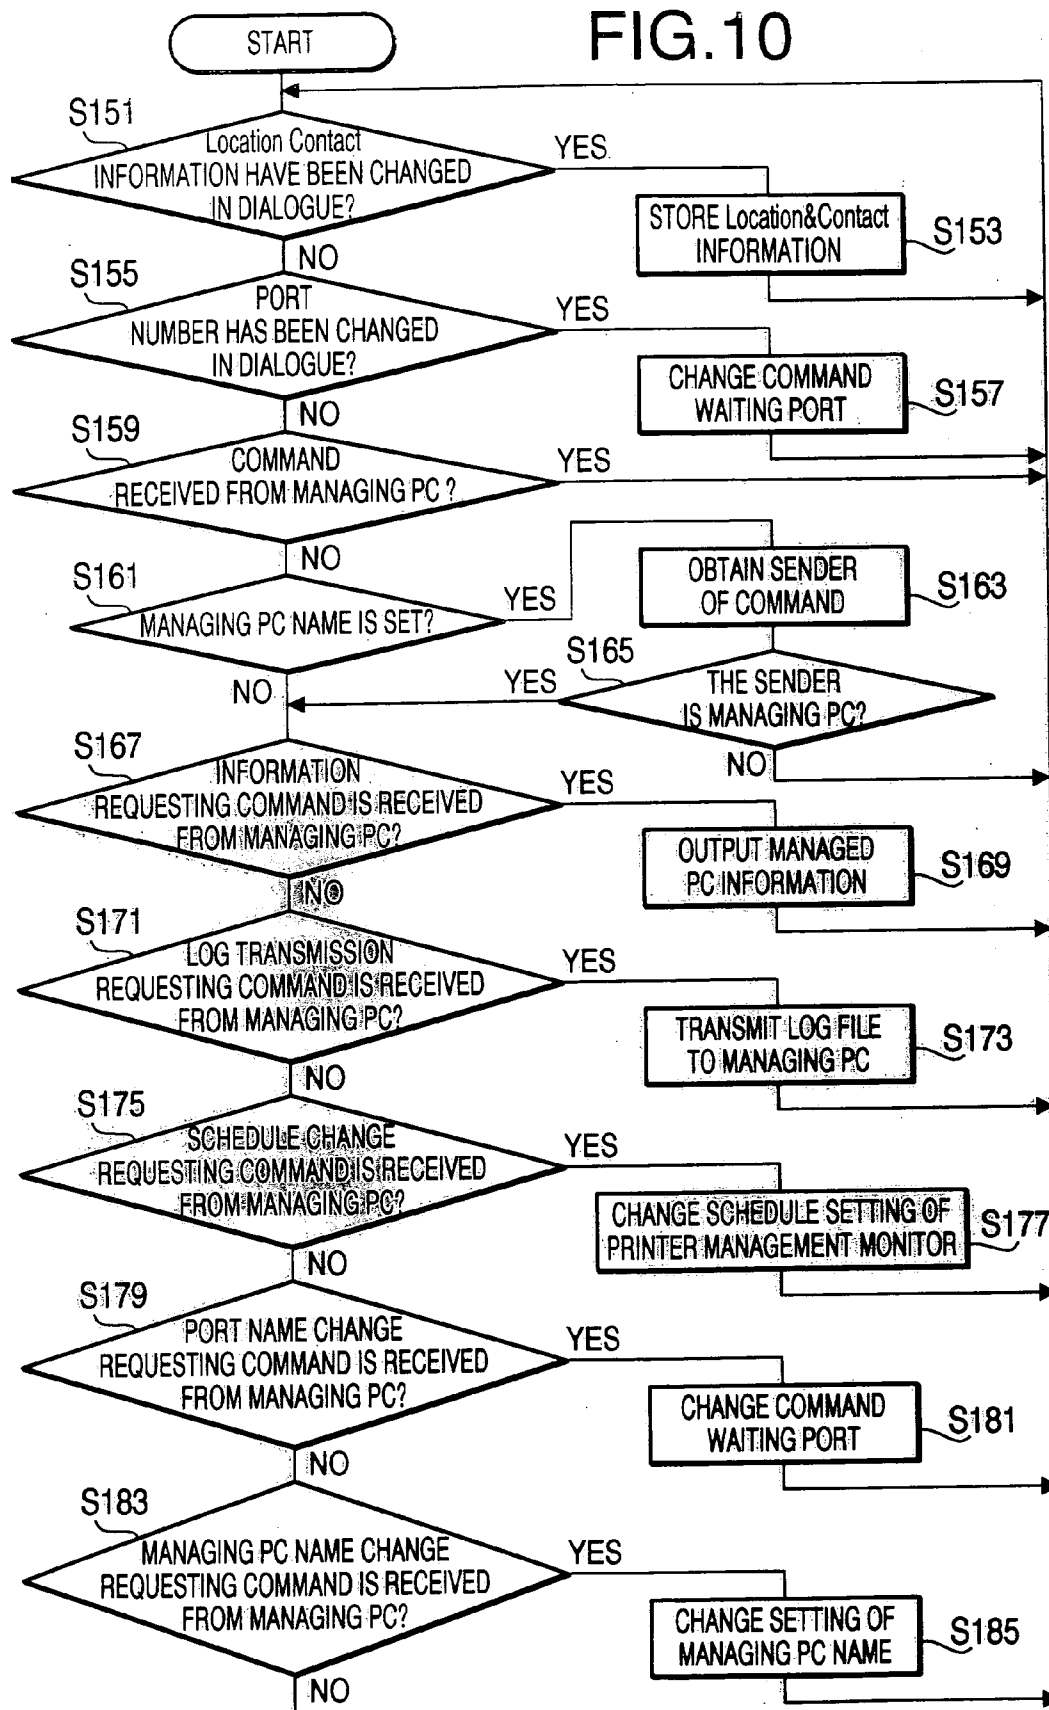 FIG.10
START
S151
Location Contact
INFORMATION HAVE BEEN CHANGED
IN DIALOGUE?
YES
STORE Location&Contact
INFORMATION
S153
NO
S155
PORT
NUMBER HAS BEEN CHANGED
IN DIALOGUE?
YES
CHANGE COMMAND
WAITING PORT
S157
NO
S159
COMMAND
RECEIVED FROM MANAGING PC ?
YES
NO
S161
MANAGING PC NAME IS SET?
YES
OBTAIN SENDER
OF COMMAND
S163
S165
THE SENDER
IS MANAGING PC?
YES
NO
NO
S167
INFORMATION
REQUESTING COMMAND IS RECEIVED
FROM MANAGING PC?
YES
OUTPUT MANAGED
PC INFORMATION
S169
NO
S171
LOG TRANSMISSION
REQUESTING COMMAND IS RECEIVED
FROM MANAGING PC?
YES
TRANSMIT LOG FILE
TO MANAGING PC
S173
NO
S175
SCHEDULE CHANGE
REQUESTING COMMAND IS RECEIVED
FROM MANAGING PC?
YES
CHANGE SCHEDULE SETTING OF
PRINTER MANAGEMENT MONITOR
S177
NO
S179
PORT NAME CHANGE
REQUESTING COMMAND IS RECEIVED
FROM MANAGING PC?
YES
CHANGE COMMAND
WAITING PORT
S181
NO
S183
MANAGING PC NAME CHANGE
REQUESTING COMMAND IS RECEIVED
FROM MANAGING PC?
YES
CHANGE SETTING OF
MANAGING PC NAME
S185
NO